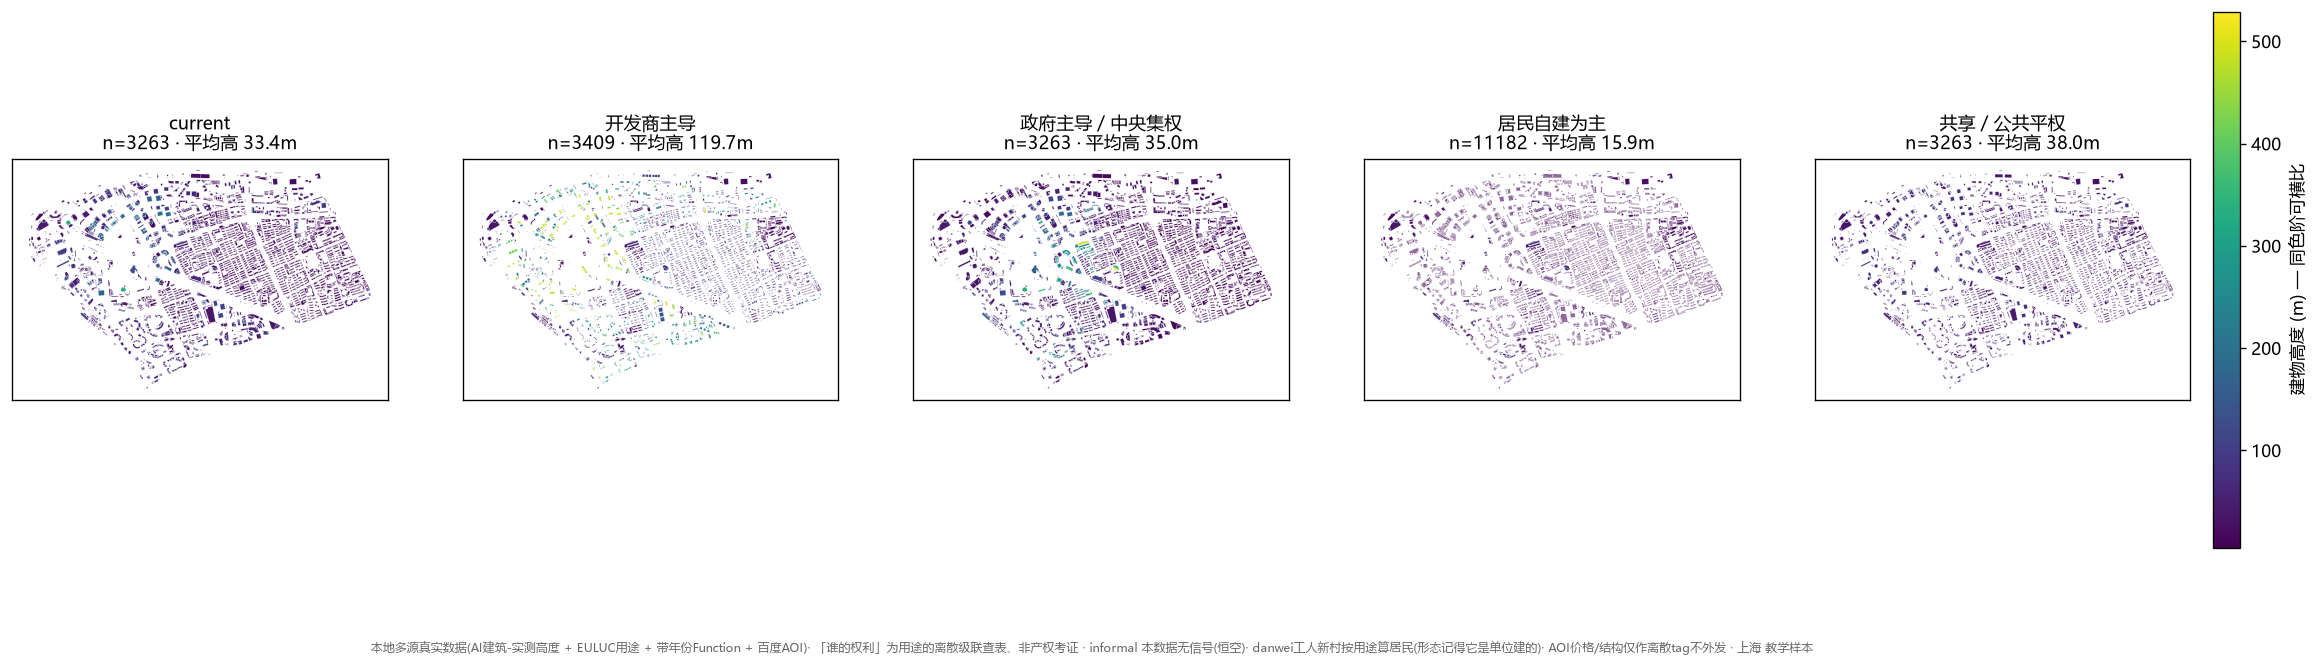 current
n=3263 · 平均高 33.4m
开发商主导
n=3409 · 平均高 119.7m
政府主导 / 中央集权
n=3263 · 平均高 35.0m
居民自建为主
n=11182 · 平均高 15.9m
共享 / 公共平权
n=3263 · 平均高 38.0m
500
400
300
200
100
建物高度 (m) — 同色阶可横比
本地多源真实数据(AI建筑-实测高度 + EULUC用途 + 带年份Function + 百度AOI)· 「谁的权利」为用途的离散级联查表、非产权考证 · informal 本数据无信号(恒空)· danwei工人新村按用途算居民(形态记得它是单位建的)· AOI价格/结构仅作离散tag不外发 · 上海 教学样本